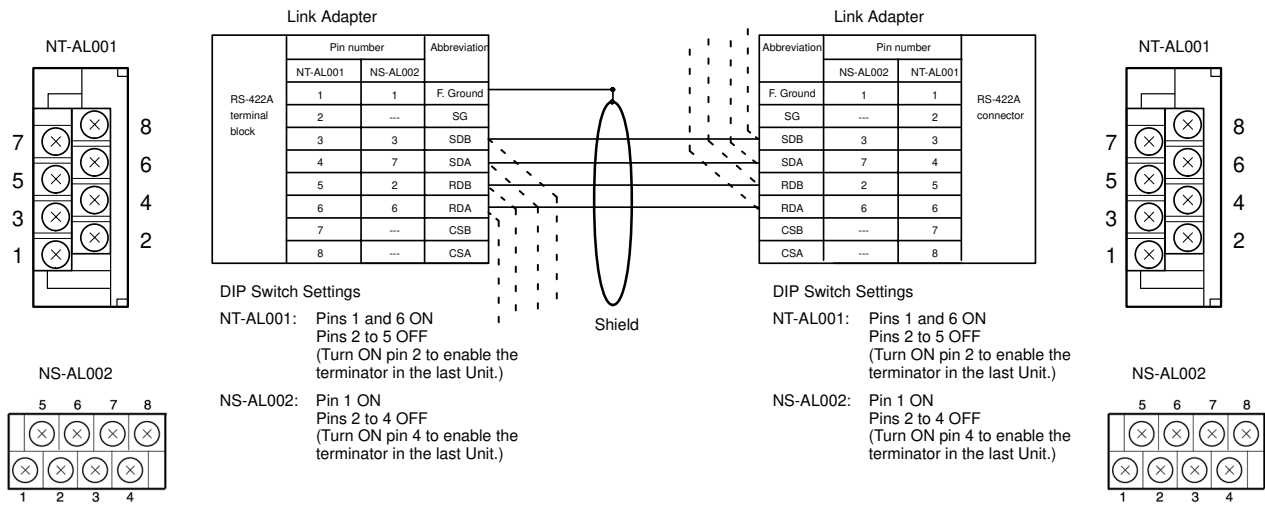 Link Adapter
Link Adapter
NT-AL001
7
5
3
1
8
6
4
2
NS-AL002
5 6 7 8
1 2 3 4
RS-422A
terminal
block
Pin number Abbreviation
NT-AL001 NS-AL002
1 1 F. Ground
2 --- SG
3 3 SDB
4 7 SDA
5 2 RDB
6 6 RDA
7 --- CSB
8 --- CSA
DIP Switch Settings
NT-AL001: Pins 1 and 6 ON
Pins 2 to 5 OFF
(Turn ON pin 2 to enable the
terminator in the last Unit.)
NS-AL002: Pin 1 ON
Pins 2 to 4 OFF
(Turn ON pin 4 to enable the
terminator in the last Unit.)
Shield
Abbreviation Pin number
NS-AL002 NT-AL001
F. Ground 1 1
SG --- 2
SDB 3 3
SDA 7 4
RDB 2 5
RDA 6 6
CSB --- 7
CSA --- 8
RS-422A
connector
DIP Switch Settings
NT-AL001: Pins 1 and 6 ON
Pins 2 to 5 OFF
(Turn ON pin 2 to enable the
terminator in the last Unit.)
NS-AL002: Pin 1 ON
Pins 2 to 4 OFF
(Turn ON pin 4 to enable the
terminator in the last Unit.)
NT-AL001
7
5
3
1
8
6
4
2
NS-AL002
5 6 7 8
1 2 3 4